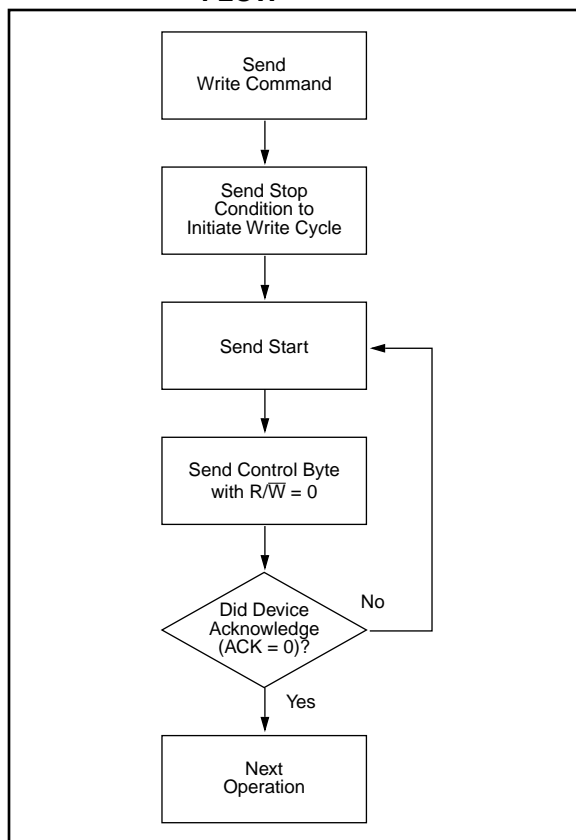 Send
Write Command
Send Stop
Condition to
Initiate Write Cycle
Send Start
Send Control Byte
with R/W̅ = 0
Did Device
Acknowledge
(ACK = 0)?
No
Yes
Next
Operation